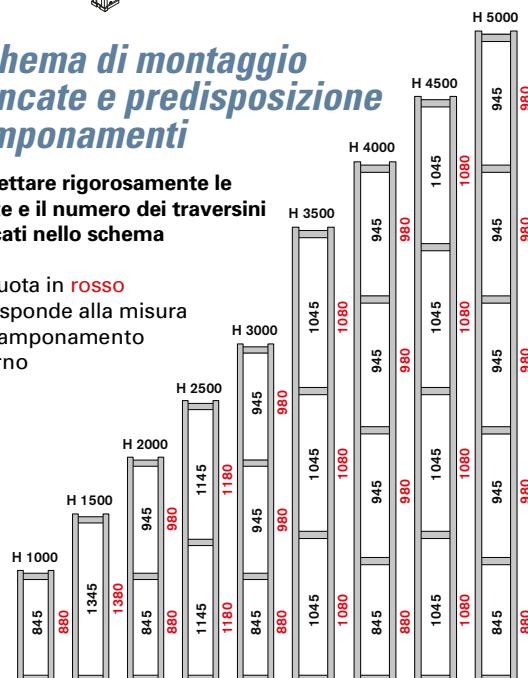 hema di montaggio
ncate e predisposizione
mponamenti
ettare rigorosamente le
e e il numero dei traversini
cati nello schema
uota in rosso
sponde alla misura
amponamento
rno
H 1000
845
880
H 1500
1345
1380
H 2000
945
980
845
880
H 2500
1145
1180
1145
1180
H 3000
945
980
945
980
845
880
H 3500
1045
1080
1045
1080
1045
1080
H 4000
945
980
945
980
945
980
845
880
H 4500
1045
1080
1045
1080
1045
1080
1045
1080
H 5000
945
980
945
980
945
980
945
980
845
880